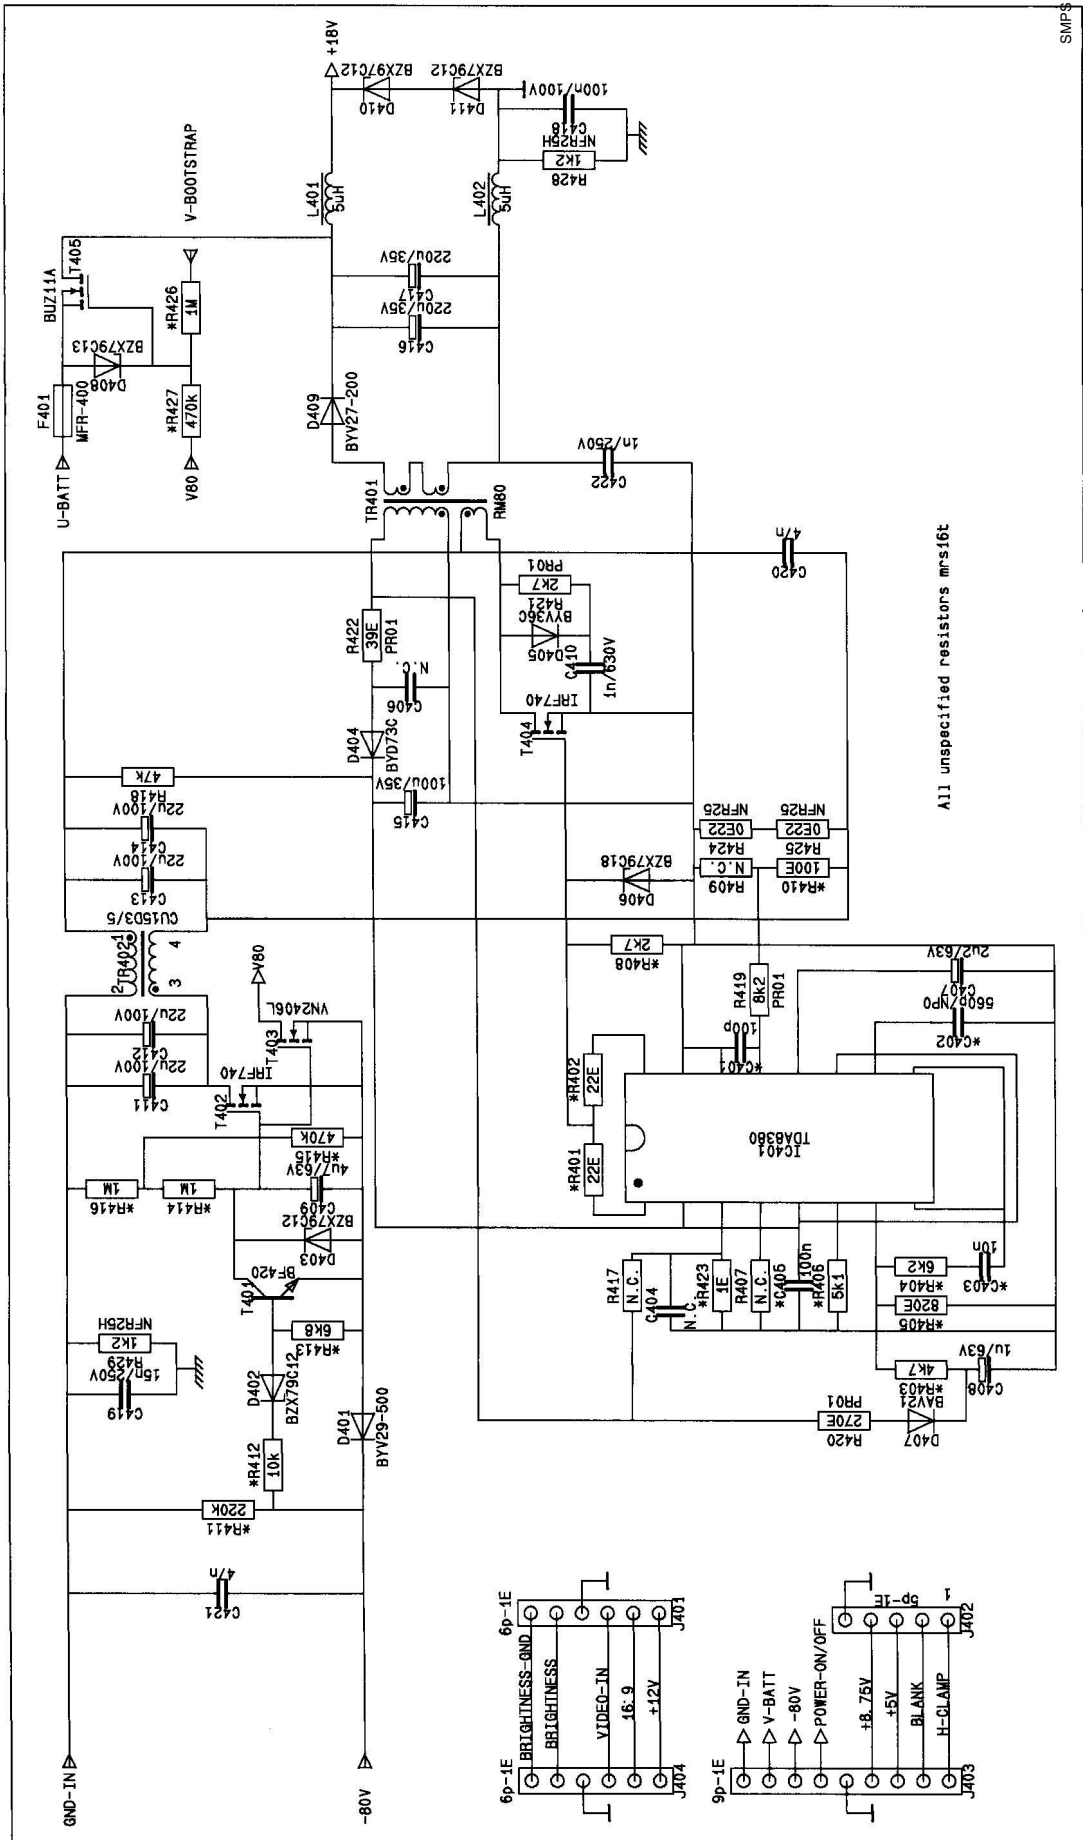 SMPS
+18V
BZX97C12
D410
BZX79C12
D411
100n/100V
C418
NFR25H
1K2
R428
V-BOOTSTRAP
L401
5uH
L402
5uH
T405
BUZ11A
*R426
1M
BZX79C13
D408
F401
MFR-400
*R427
470k
U-BATT
V80
220u/35V
C417
220u/35V
C416
D409
BYV27-200
TR401
RM80
1n/250V
C422
4/n
C420
PR01
2K7
R421
BYV36C
D405
C410
1n/630V
R422
39E
PR01
N.C.
C406
IRF740
T404
D404
BYD73C
100u/35V
C415
47k
R418
22u/100V
C414
22u/100V
C413
CU15D3/5
1
TR402
2
4
3
NFR25
0E22
R424
NFR25
0E22
R425
N.C.
R409
100E
*R410
BZX79C18
D406
2k7
*R408
R419
8k2
PR01
2u2/63V
C407
560p/NP0
*C402
100p
*C401
All unspecified resistors mrs16t
V80
VN2406L
T403
22u/100V
C412
22u/100V
C411
IRF740
T402
*R402
22E
*R401
22E
IC401
TDA8380
470k
*R415
4u7/63V
C409
1M
*R416
1M
*R414
BZX79C12
D403
BF420
T401
6k8
*R413
D402
BZX79C12
D401
BYV29-500
NFR25H
1K2
R429
15n/250V
C419
*R412
10k
220k
*R411
4/n
C421
R417
N.C.
C404
N.C.
*R423
1E
R407
N.C.
*C405
100n
*R406
5k1
6k2
*R404
10n
*C403
820E
*R405
4k7
*R403
1u/63V
C408
BAV21
D407
PR01
270E
R420
GND-IN
-80V
6p-1E
J401
BRIGHTNESS-GND
BRIGHTNESS
VIDEO-IN
16:9
+12V
6p-1E
J404
5p-1E
1
J402
GND-IN
V-BATT
-80V
POWER-ON/OFF
+8.75V
+5V
BLANK
H-CLAMP
9p-1E
J403